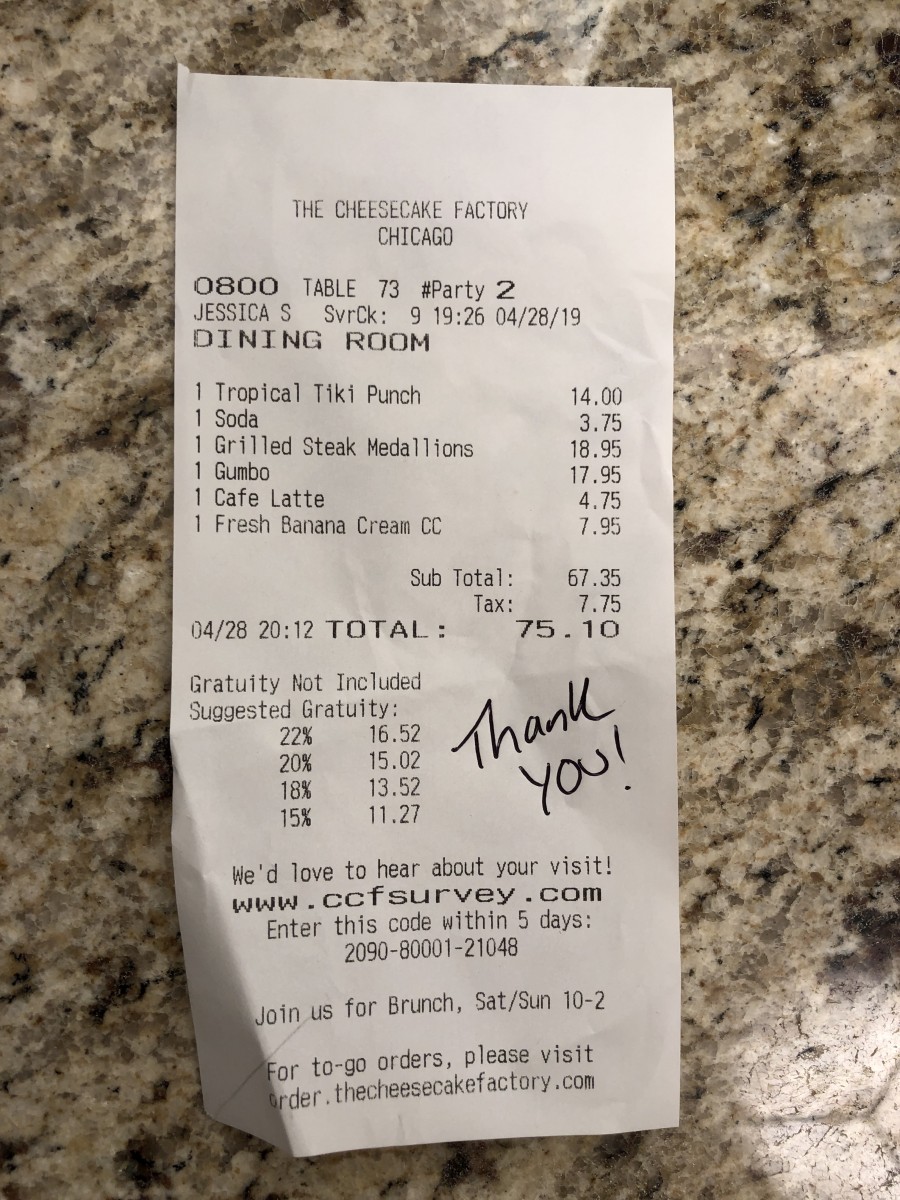 THE CHEESECAKE FACTORY
CHICAGO
0800 TABLE 73 #Party 2
JESSICA S SvrCk: 9 19:26 04/28/19
DINING ROOM
1 Tropical Tiki Punch 14.00
1 Soda 3.75
1 Grilled Steak Medallions 18.95
1 Gumbo 17.95
1 Cafe Latte 4.75
1 Fresh Banana Cream CC 7.95
Sub Total: 67.35
Tax: 7.75
04/28 20:12 TOTAL: 75.10
Gratuity Not Included
Suggested Gratuity:
22% 16.52
20% 15.02
18% 13.52
15% 11.27
Thank
you!
We'd love to hear about your visit!
www.ccfsurvey.com
Enter this code within 5 days:
2090-80001-21048
Join us for Brunch, Sat/Sun 10-2
For to-go orders, please visit
order.thecheesecakefactory.com